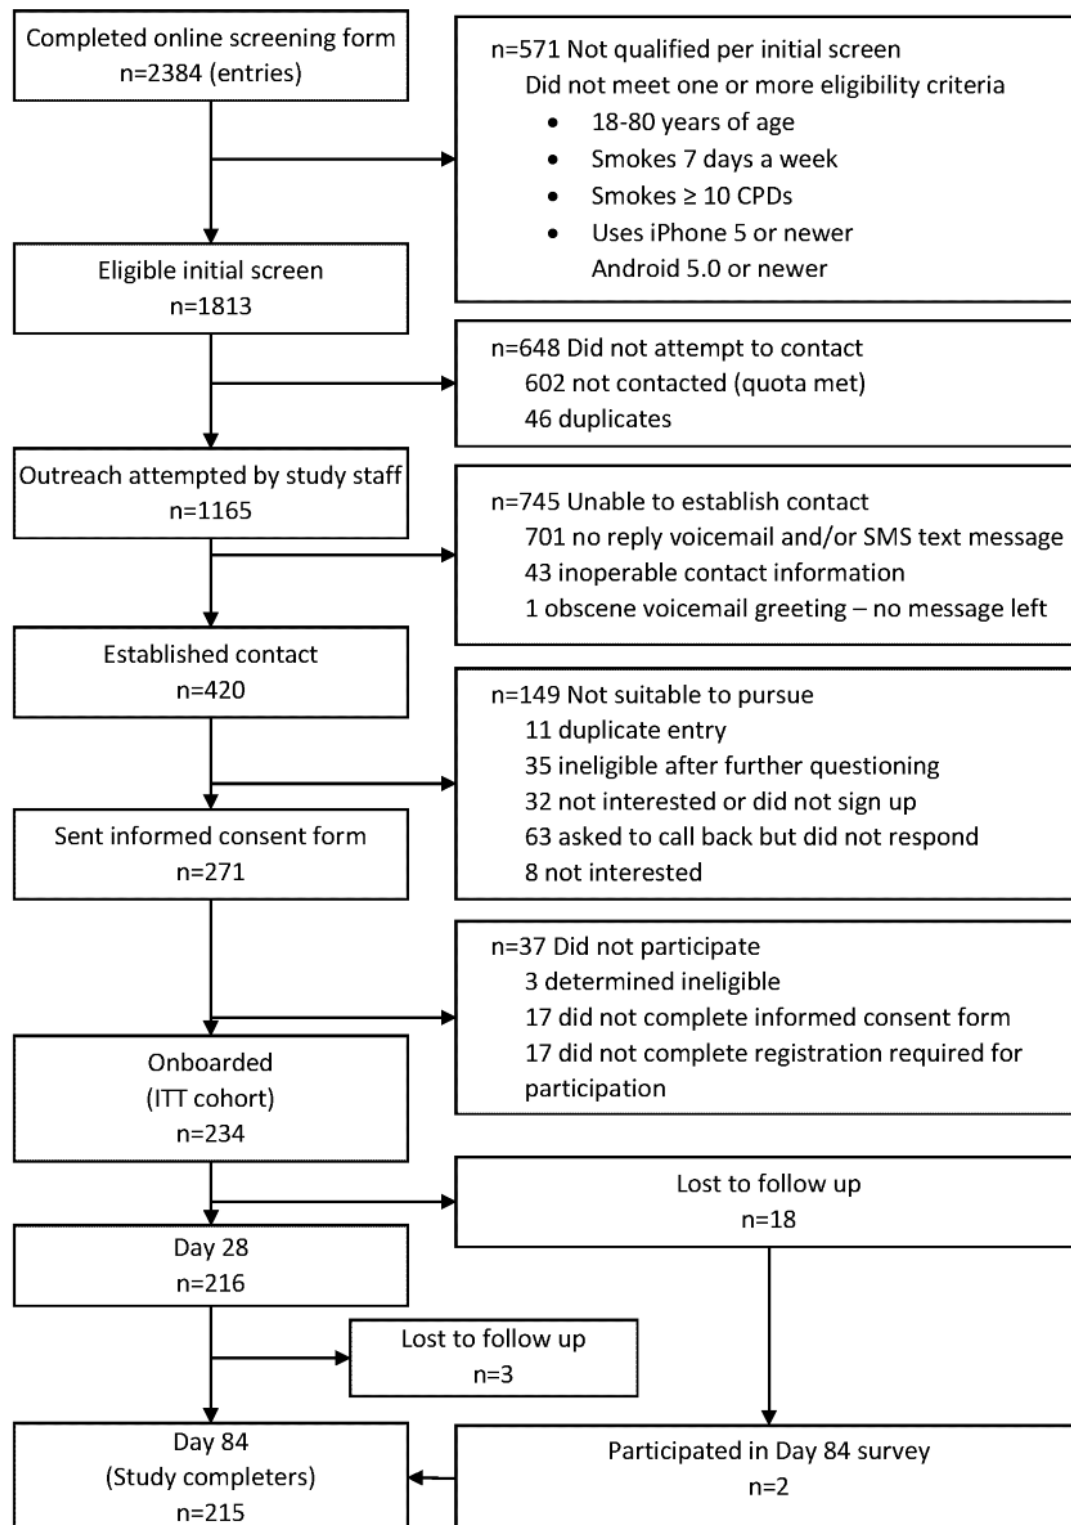 Completed online screening form
n=2384 (entries)
n=571 Not qualified per initial screen
Did not meet one or more eligibility criteria
• 18-80 years of age
• Smokes 7 days a week
• Smokes ≥ 10 CPDs
• Uses iPhone 5 or newer
Android 5.0 or newer
Eligible initial screen
n=1813
n=648 Did not attempt to contact
602 not contacted (quota met)
46 duplicates
Outreach attempted by study staff
n=1165
n=745 Unable to establish contact
701 no reply voicemail and/or SMS text message
43 inoperable contact information
1 obscene voicemail greeting – no message left
Established contact
n=420
n=149 Not suitable to pursue
11 duplicate entry
35 ineligible after further questioning
32 not interested or did not sign up
63 asked to call back but did not respond
8 not interested
Sent informed consent form
n=271
n=37 Did not participate
3 determined ineligible
17 did not complete informed consent form
17 did not complete registration required for
participation
Onboarded
(ITT cohort)
n=234
Lost to follow up
n=18
Day 28
n=216
Lost to follow up
n=3
Day 84
(Study completers)
n=215
Participated in Day 84 survey
n=2